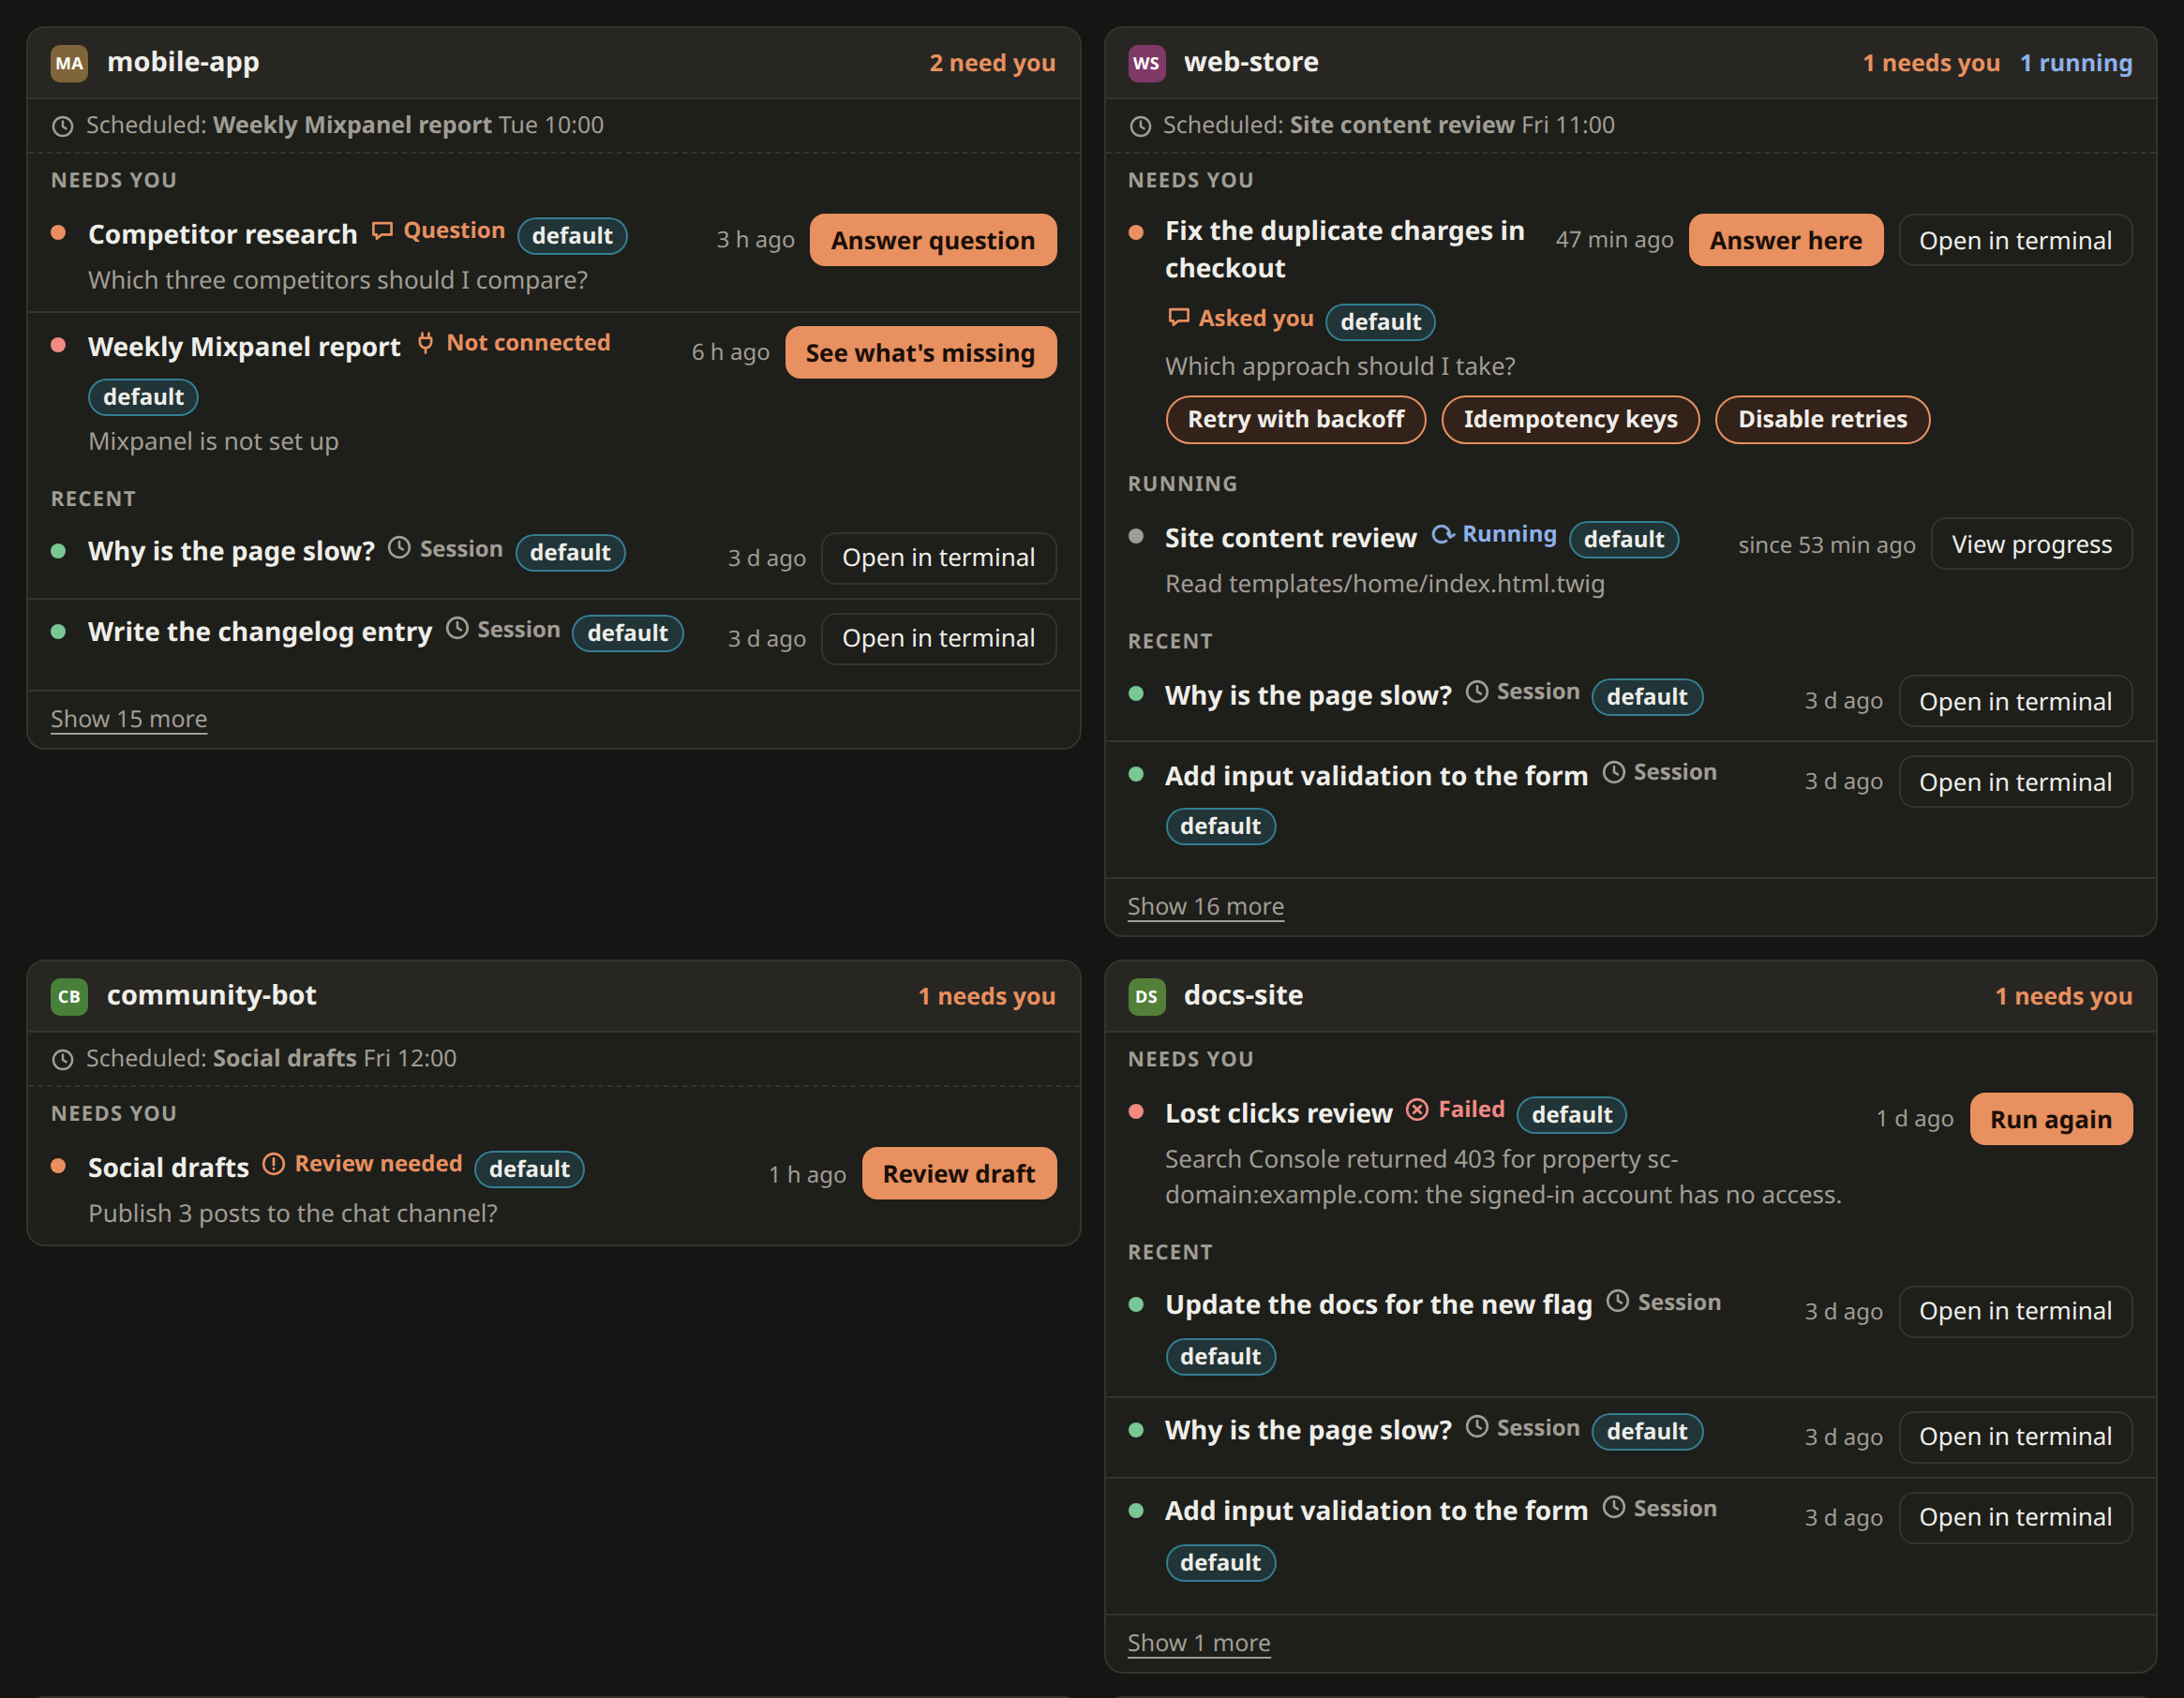 MA mobile-app 2 need you
Scheduled: Weekly Mixpanel report Tue 10:00
NEEDS YOU
Competitor research Question default 3 h ago Answer question
Which three competitors should I compare?
Weekly Mixpanel report Not connected 6 h ago See what's missing
default
Mixpanel is not set up
RECENT
Why is the page slow? Session default 3 d ago Open in terminal
Write the changelog entry Session default 3 d ago Open in terminal
Show 15 more
WS web-store 1 needs you 1 running
Scheduled: Site content review Fri 11:00
NEEDS YOU
Fix the duplicate charges in 47 min ago Answer here Open in terminal
checkout
Asked you default
Which approach should I take?
Retry with backoff Idempotency keys Disable retries
RUNNING
Site content review Running default since 53 min ago View progress
Read templates/home/index.html.twig
RECENT
Why is the page slow? Session default 3 d ago Open in terminal
Add input validation to the form Session 3 d ago Open in terminal
default
Show 16 more
CB community-bot 1 needs you
Scheduled: Social drafts Fri 12:00
NEEDS YOU
Social drafts Review needed default 1 h ago Review draft
Publish 3 posts to the chat channel?
DS docs-site 1 needs you
NEEDS YOU
Lost clicks review Failed default 1 d ago Run again
Search Console returned 403 for property sc-
domain:example.com: the signed-in account has no access.
RECENT
Update the docs for the new flag Session 3 d ago Open in terminal
default
Why is the page slow? Session default 3 d ago Open in terminal
Add input validation to the form Session 3 d ago Open in terminal
default
Show 1 more